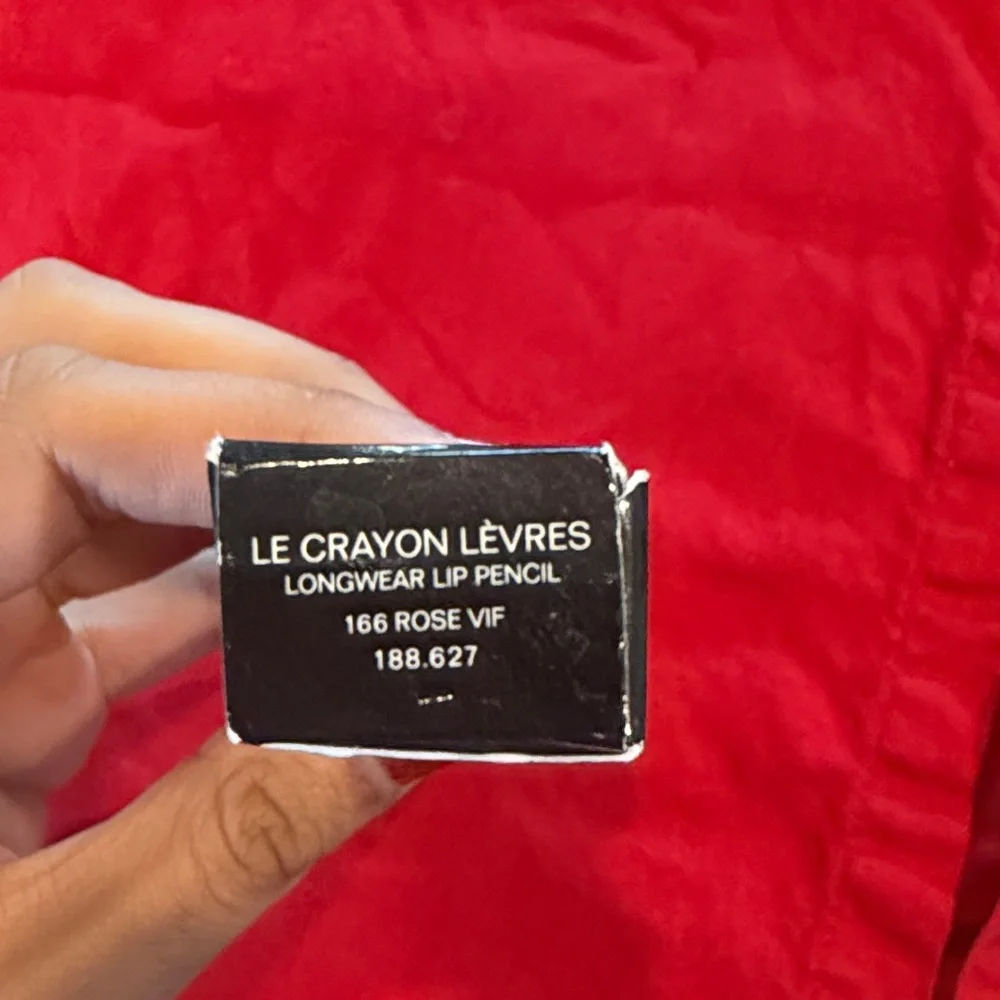 LE CRAYON LÈVRES
LONGWEAR LIP PENCIL
166 ROSE VIF
188.627